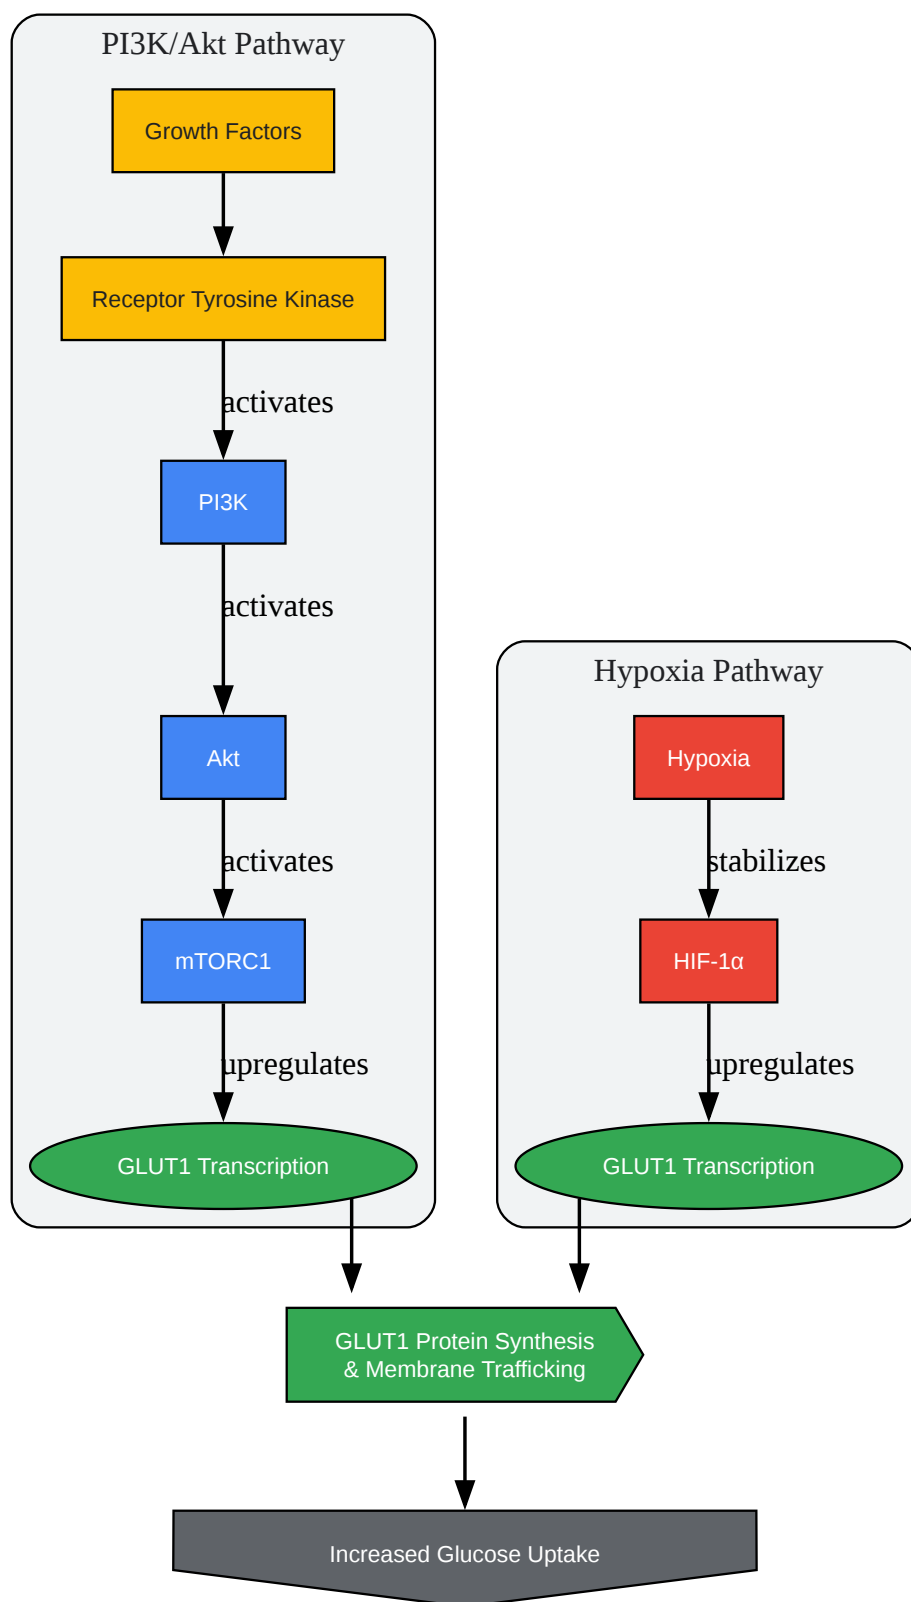 PI3K/Akt Pathway
Growth Factors
Receptor Tyrosine Kinase
activates
PI3K
activates
Akt
activates
mTORC1
upregulates
GLUT1 Transcription
Hypoxia Pathway
Hypoxia
stabilizes
HIF-1α
upregulates
GLUT1 Transcription
GLUT1 Protein Synthesis
& Membrane Trafficking
Increased Glucose Uptake